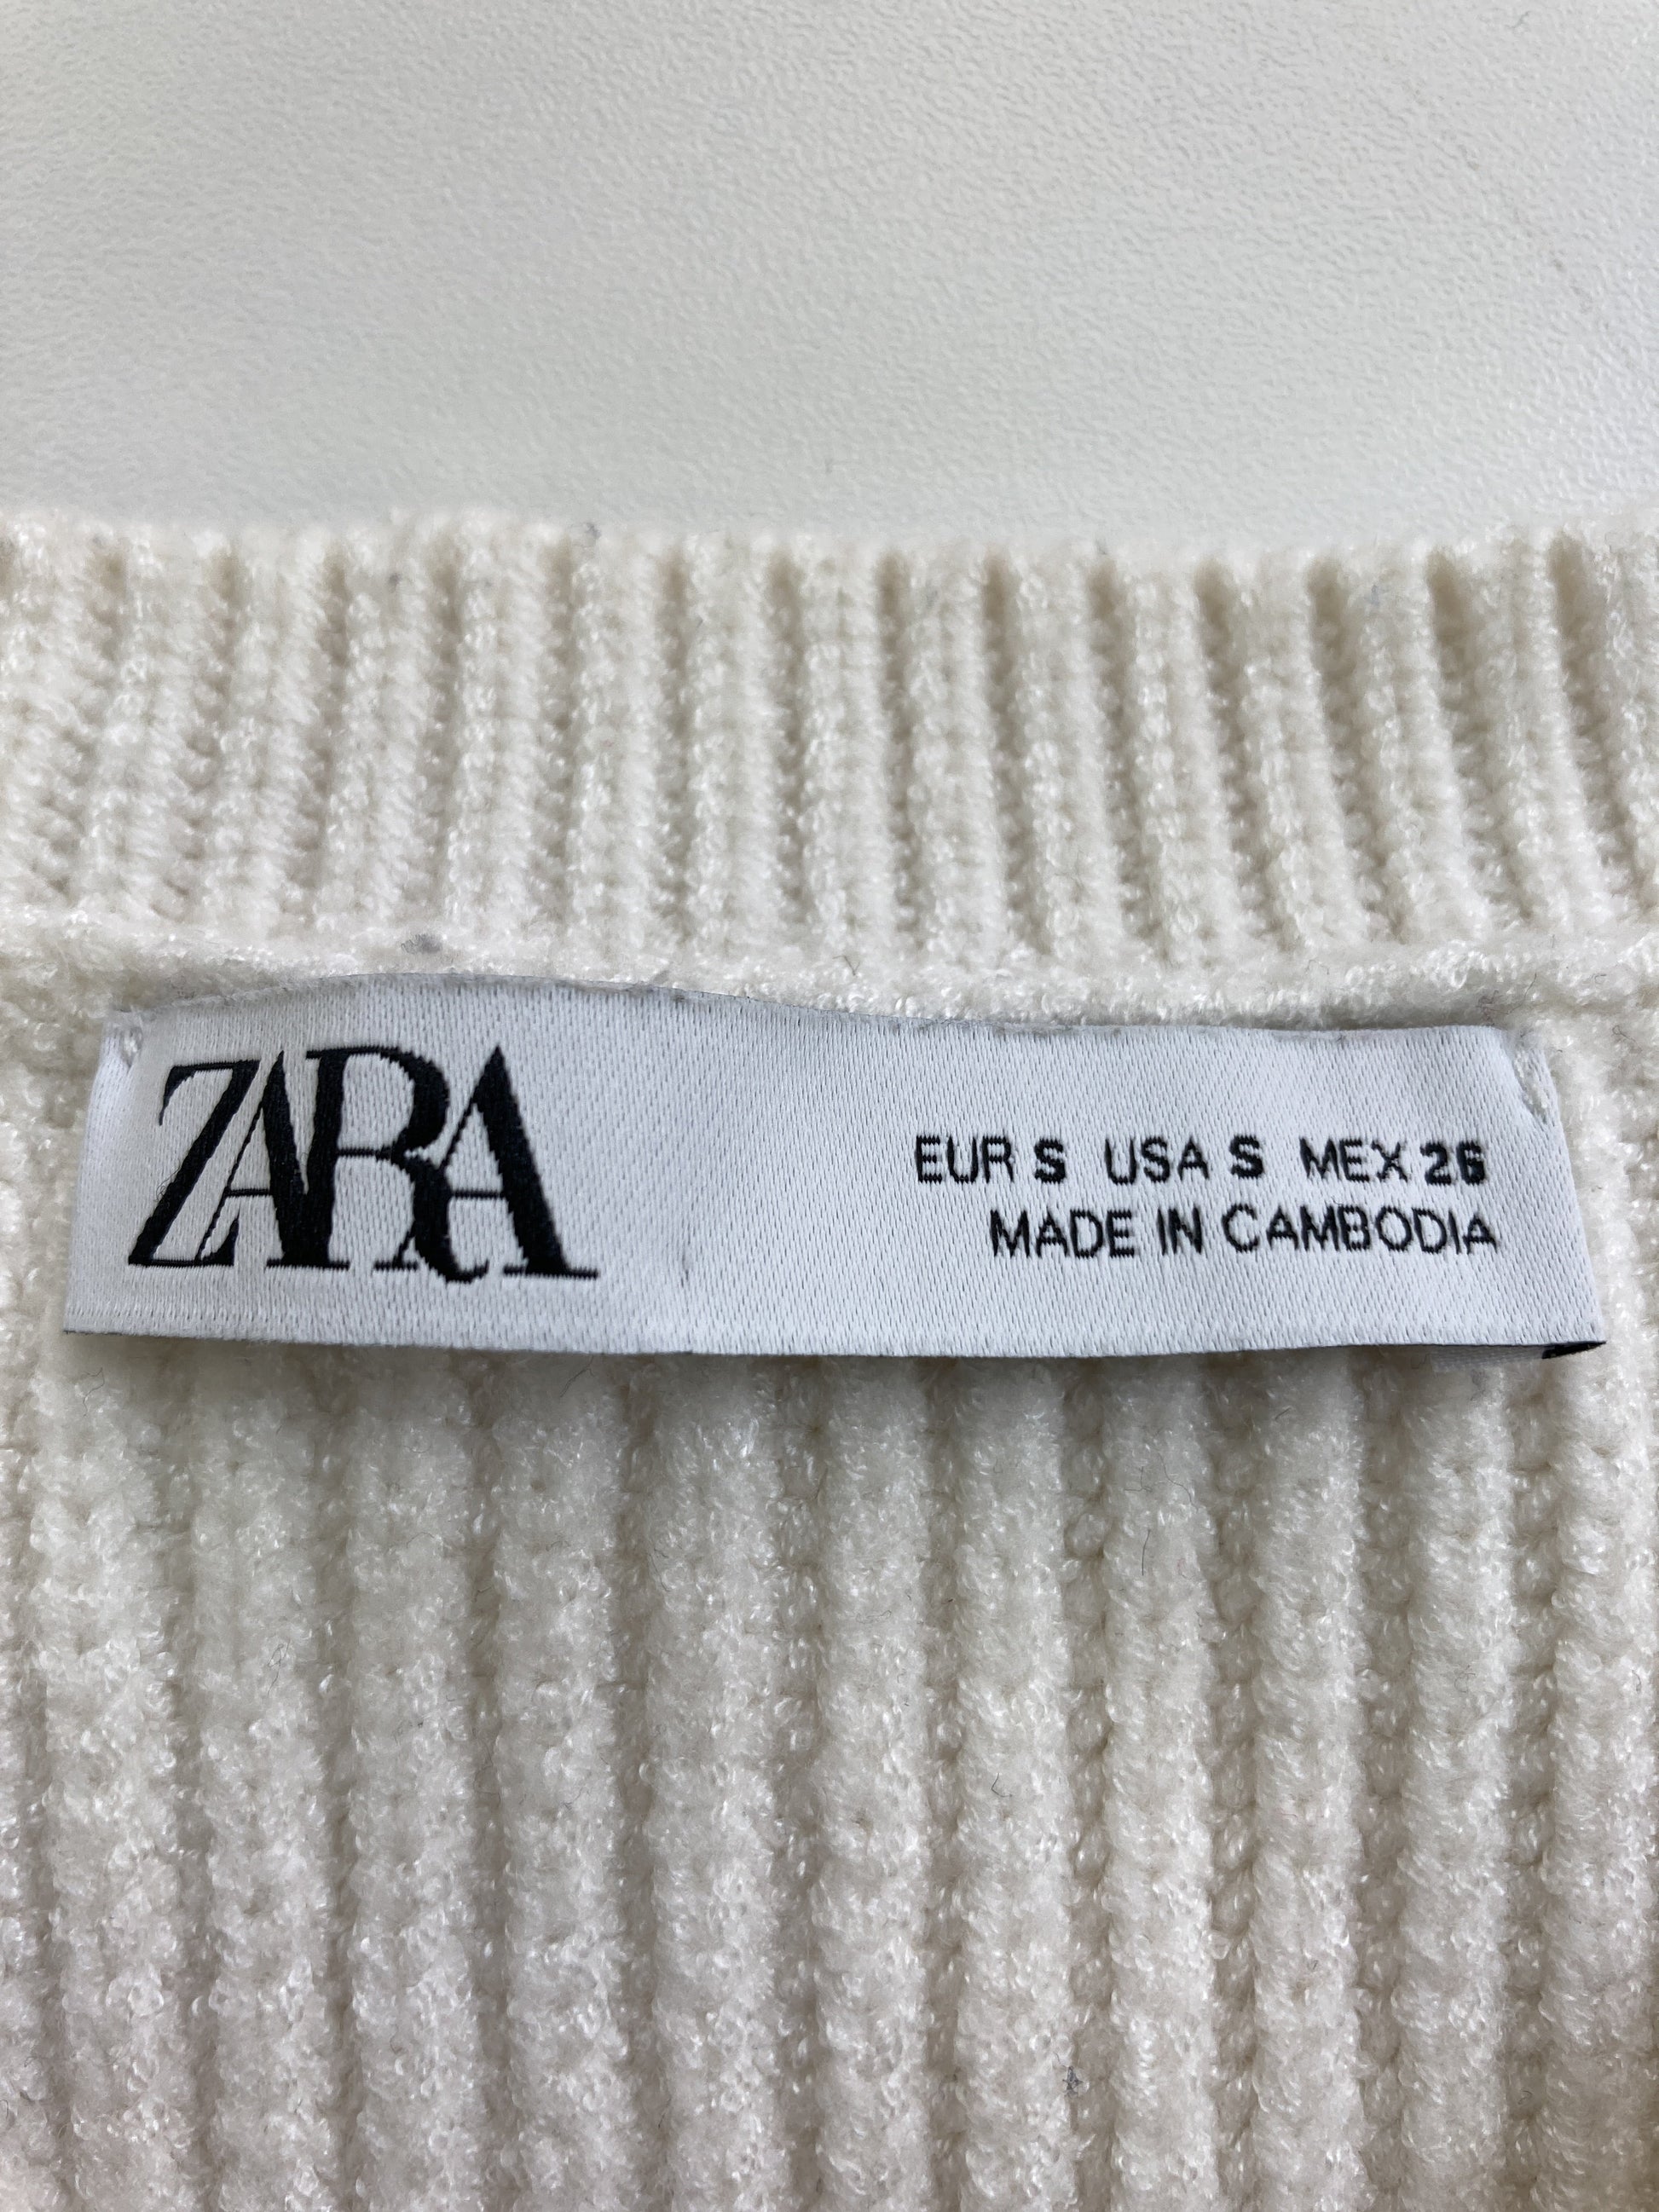 ZARA
EUR S USA S MEX 26
MADE IN CAMBODIA